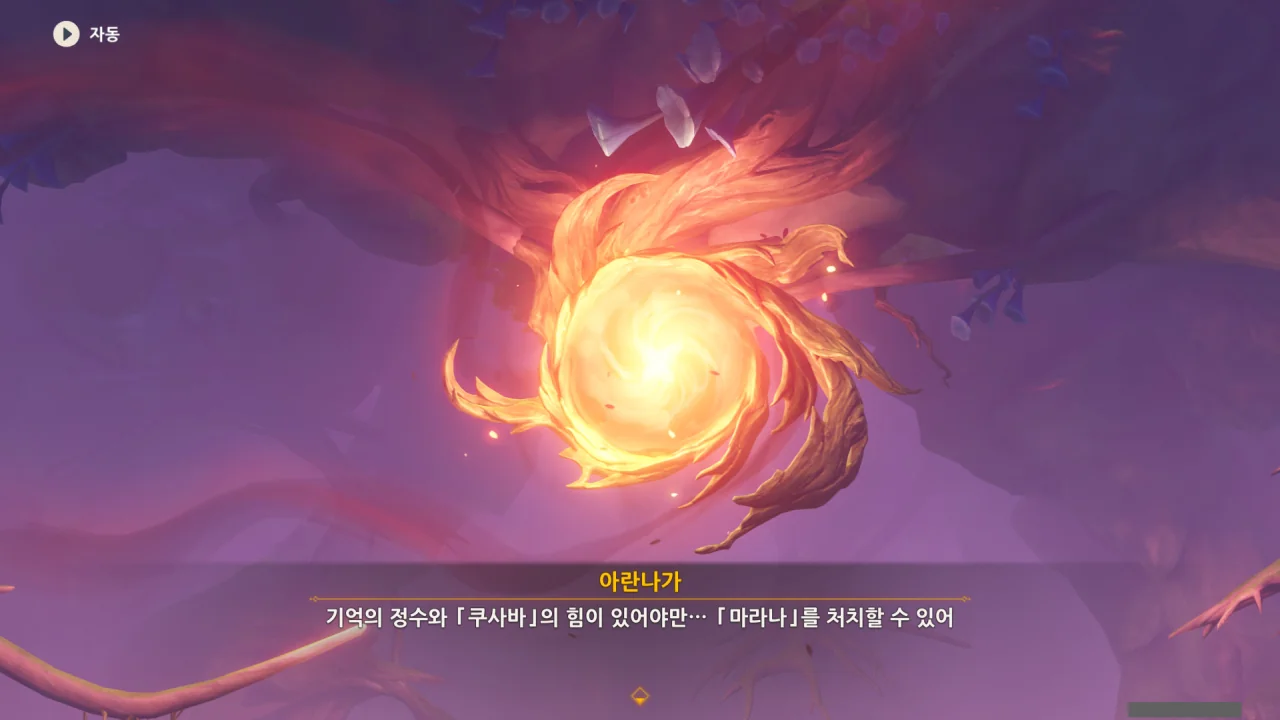 자동
아란나가
기억의 정수와 「쿠사바」의 힘이 있어야만… 「마라나」를 처치할 수 있어